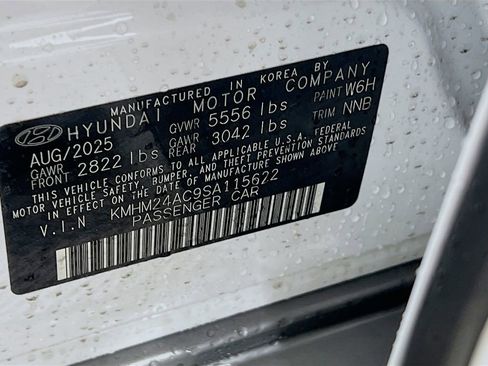 MANUFACTURED IN KOREA BY
HYUNDAI MOTOR COMPANY
AUG/2025 GVWR 5556 lbs PAINT W6H
GAWR FRONT 2822 lbs GAWR REAR 3042 lbs TRIM NNB
THIS VEHICLE CONFORMS TO ALL APPLICABLE U.S.A. FEDERAL
MOTOR VEHICLE SAFETY, BUMPER, AND THEFT PREVENTION STANDARDS
IN EFFECT ON THE DATE OF MANUFACTURE SHOWN ABOVE.
V.I.N KMHM24AC9SA115622
PASSENGER CAR